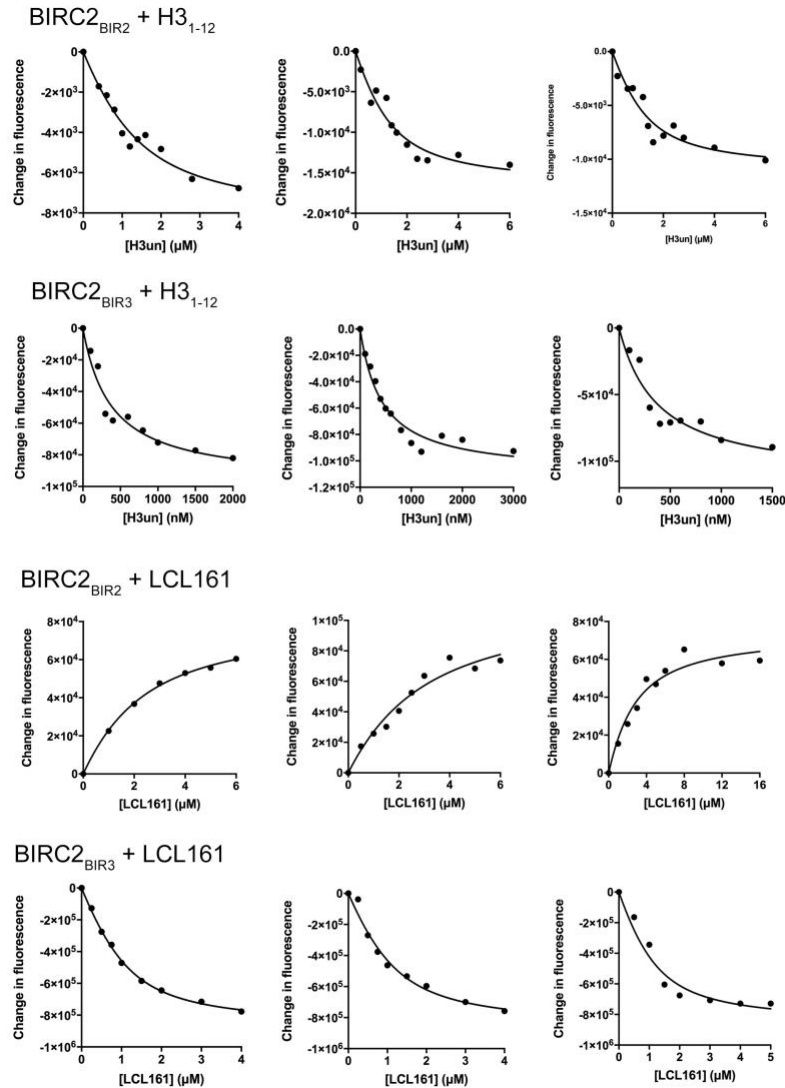 BIRC2BIR2 + H31-12
0
-2×10³
-4×10³
-6×10³
-8×10³
Change in fluorescence
0 1 2 3 4
[H3un] (µM)
0.0
-5.0×10³
-1.0×10⁴
-1.5×10⁴
-2.0×10⁴
Change in fluorescence
0 2 4 6
[H3un] (µM)
0.0
-5.0×10³
-1.0×10⁴
-1.5×10⁴
Change in fluorescence
0 2 4 6
[H3un] (µM)
BIRC2BIR3 + H31-12
0
-2×10⁴
-4×10⁴
-6×10⁴
-8×10⁴
-1×10⁵
Change in fluorescence
0 500 1000 1500 2000
[H3un] (nM)
0.0
-2.0×10⁴
-4.0×10⁴
-6.0×10⁴
-8.0×10⁴
-1.0×10⁵
-1.2×10⁵
Change in fluorescence
0 1000 2000 3000
[H3un] (nM)
0
-5×10⁴
-1×10⁵
Change in fluorescence
0 500 1000 1500
[H3un] (nM)
BIRC2BIR2 + LCL161
8×10⁴
6×10⁴
4×10⁴
2×10⁴
0
Change in fluorescence
0 2 4 6
[LCL161] (µM)
1×10⁵
8×10⁴
6×10⁴
4×10⁴
2×10⁴
0
Change in fluorescence
0 2 4 6
[LCL161] (µM)
8×10⁴
6×10⁴
4×10⁴
2×10⁴
0
Change in fluorescence
0 4 8 12 16
[LCL161] (µM)
BIRC2BIR3 + LCL161
0
-2×10⁵
-4×10⁵
-6×10⁵
-8×10⁵
-1×10⁶
Change in fluorescence
0 1 2 3 4
[LCL161] (µM)
0
-2×10⁵
-4×10⁵
-6×10⁵
-8×10⁵
-1×10⁶
Change in fluorescence
0 1 2 3 4
[LCL161] (µM)
0
-2×10⁵
-4×10⁵
-6×10⁵
-8×10⁵
-1×10⁶
Change in fluorescence
0 1 2 3 4 5
[LCL161] (µM)